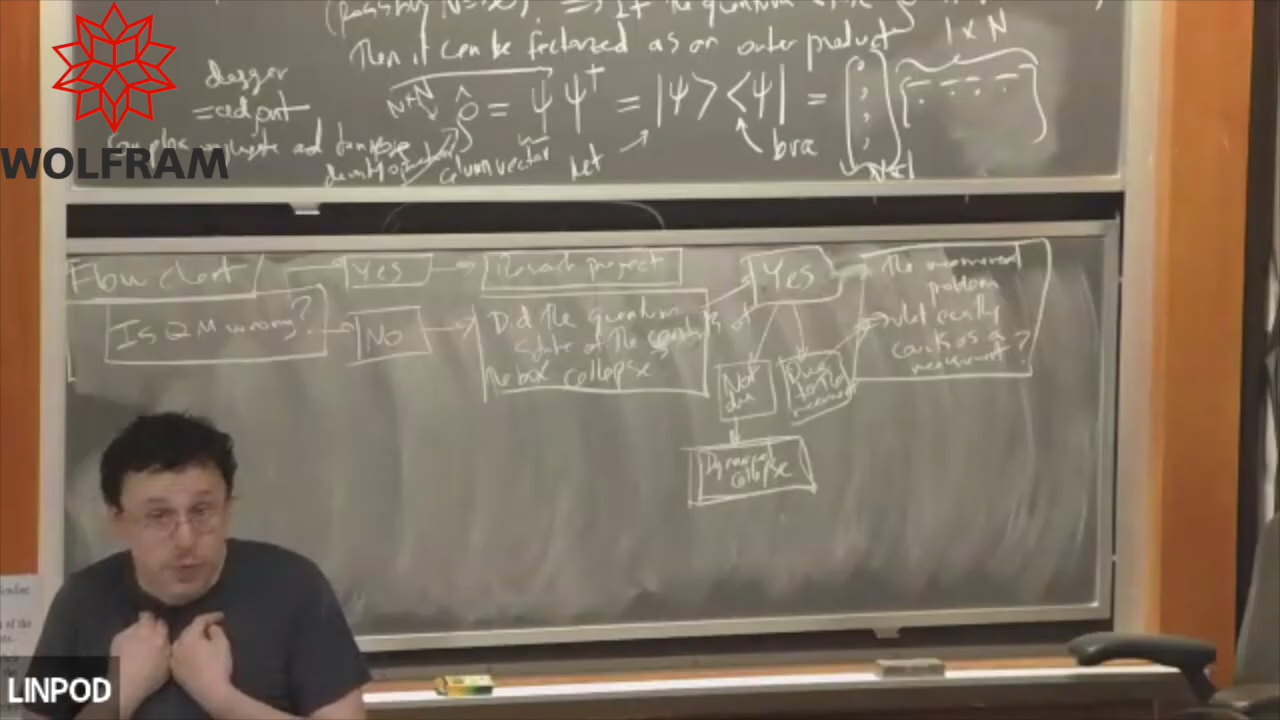 N=∞). ⇒ If the quantum
Then it can be factorized as an outer product
1 × N
dagger
= adjoint
N×N
ρ̂ = Ψ Ψ† = |Ψ> <Ψ| =
and transpose
column vector
ket
bra
N×1
WOLFRAM
Flow chart
Yes
Research project
Is QM wrong?
No
Did the quantum
state of the contents of
the box collapse
Yes
Not
due
Due
to the
measurement
Dynamical
collapse
The measurement
problem
what exactly
counts as a
measurement?
LINPOD